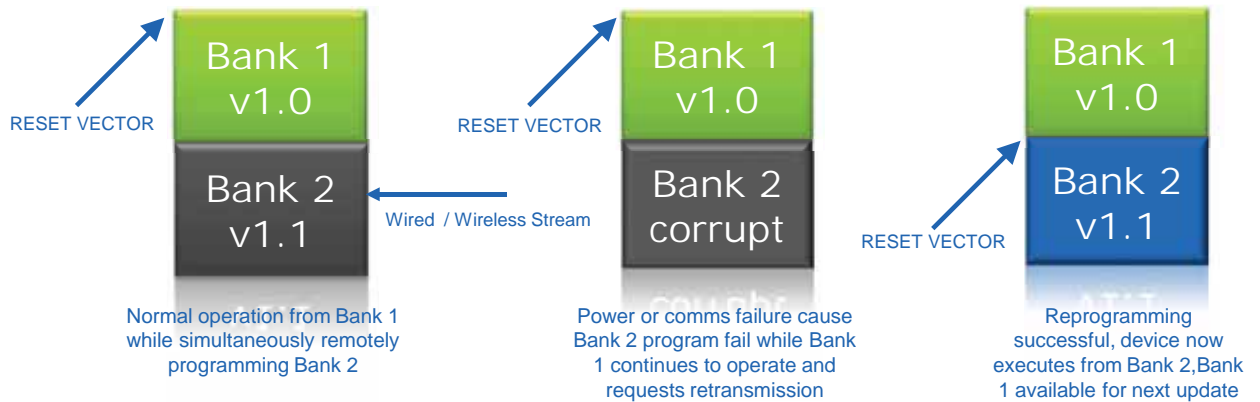 Bank 1
v1.0
RESET VECTOR
Bank 2
v1.1
Wired / Wireless Stream
Normal operation from Bank 1
while simultaneously remotely
programming Bank 2
Bank 1
v1.0
RESET VECTOR
Bank 2
corrupt
Power or comms failure cause
Bank 2 program fail while Bank
1 continues to operate and
requests retransmission
Bank 1
v1.0
Bank 2
v1.1
RESET VECTOR
Reprogramming
successful, device now
executes from Bank 2,Bank
1 available for next update